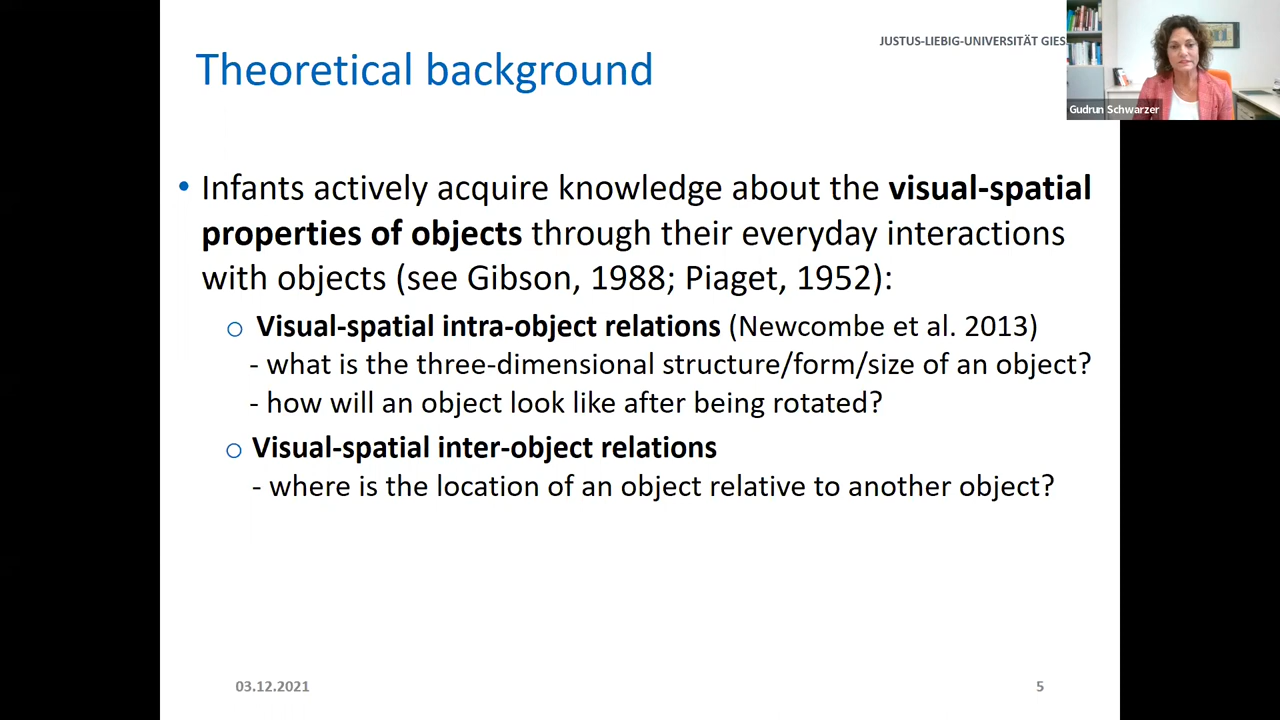 JUSTUS-LIEBIG-UNIVERSITÄT GIES
Theoretical background
Gudrun Schwarzer
• Infants actively acquire knowledge about the visual-spatial
properties of objects through their everyday interactions
with objects (see Gibson, 1988; Piaget, 1952):
o Visual-spatial intra-object relations (Newcombe et al. 2013)
- what is the three-dimensional structure/form/size of an object?
- how will an object look like after being rotated?
o Visual-spatial inter-object relations
- where is the location of an object relative to another object?
03.12.2021
5